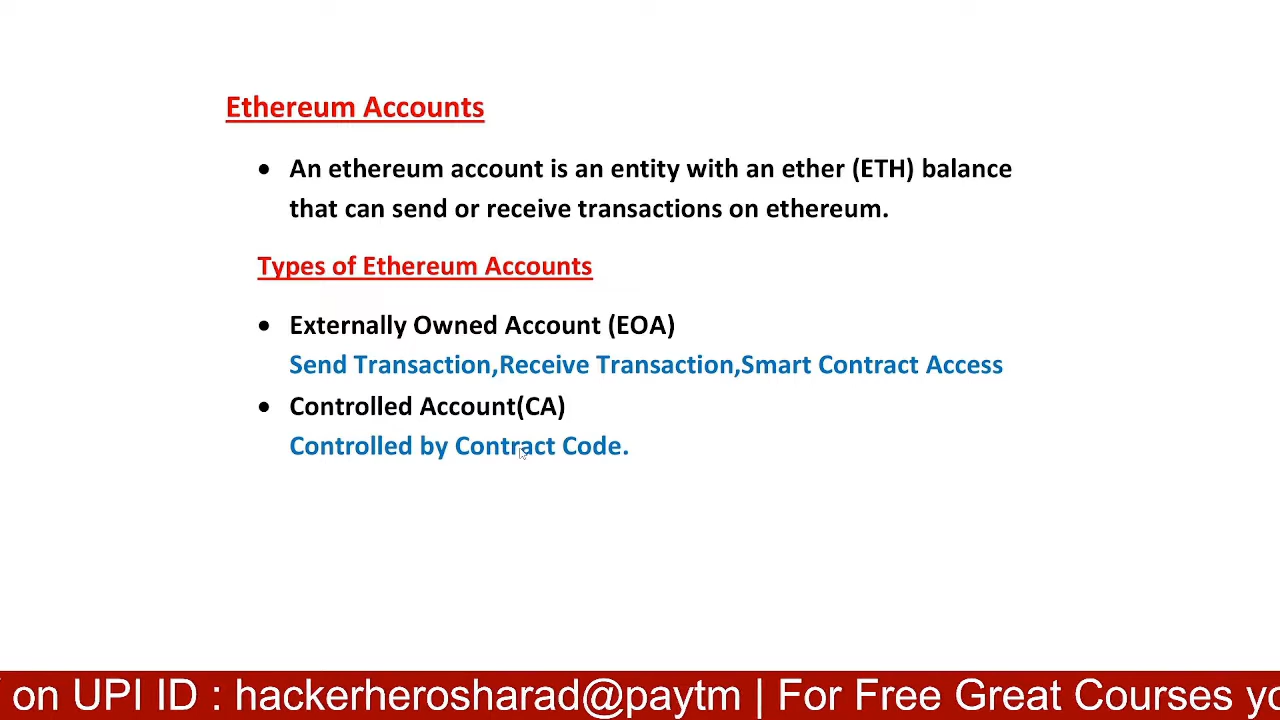 Ethereum Accounts
• An ethereum account is an entity with an ether (ETH) balance
that can send or receive transactions on ethereum.
Types of Ethereum Accounts
• Externally Owned Account (EOA)
Send Transaction,Receive Transaction,Smart Contract Access
• Controlled Account(CA)
Controlled by Contract Code.
on UPI ID : hackerherosharad@paytm | For Free Great Courses